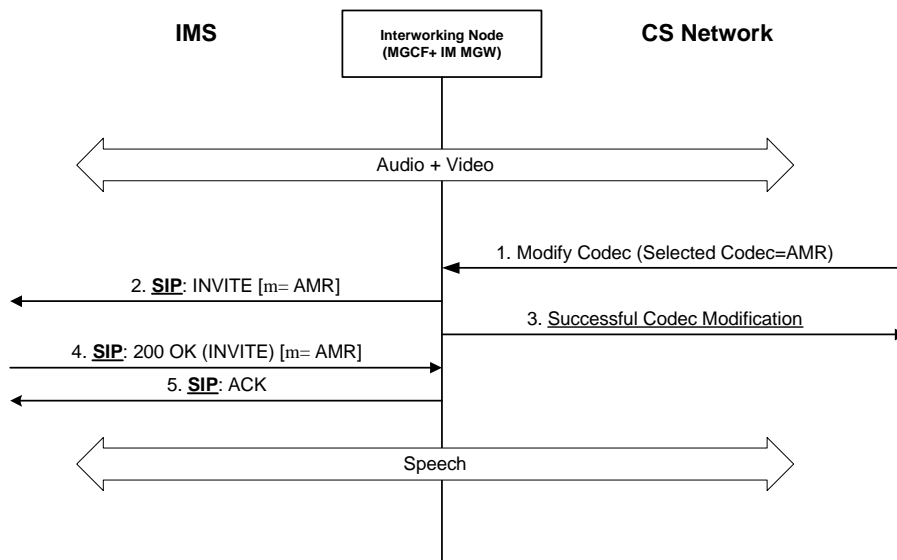 IMS
Interworking Node
(MGCF+ IM MGW)
CS Network
Audio + Video
1. Modify Codec (Selected Codec=AMR)
2. SIP: INVITE [m= AMR]
3. Successful Codec Modification
4. SIP: 200 OK (INVITE) [m= AMR]
5. SIP: ACK
Speech